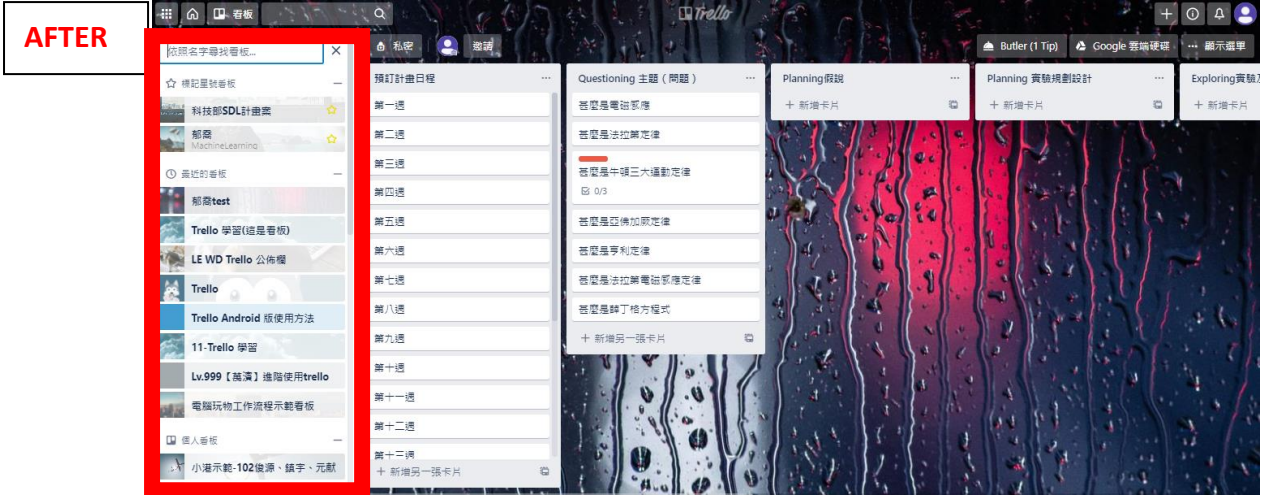 AFTER
看板
Trello
依照名字尋找看板...
標記星號看板
科技部SDL計畫案
郁喬
MachineLearning
最近的看板
郁喬test
Trello 學習(這是看板)
LE WD Trello 公佈欄
Trello
Trello Android 版使用方法
11-Trello 學習
Lv.999【萬濱】進階使用trello
電腦玩物工作流程示範看板
個人看板
小港示範-102俊源、鎮宇、元猷
私密
邀請
Butler (1 Tip)
Google 雲端硬碟
顯示選單
預訂計畫日程
第一週
第二週
第三週
第四週
第五週
第六週
第七週
第八週
第九週
第十週
第十一週
第十二週
第十三週
+ 新增另一張卡片
Questioning 主題（問題）
甚麼是電磁感應
甚麼是法拉第定律
甚麼是牛頓三大運動定律
0/3
甚麼是亞佛加厥定律
甚麼是亨利定律
甚麼是法拉第電磁感應定律
甚麼是薛丁格方程式
+ 新增另一張卡片
Planning假說
+ 新增卡片
Planning 實驗規劃設計
+ 新增卡片
Exploring實驗
+ 新增卡片